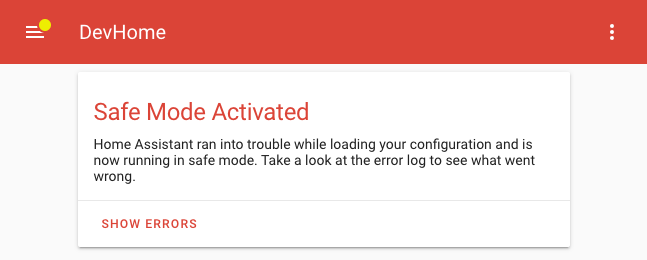 DevHome
Safe Mode Activated
Home Assistant ran into trouble while loading your configuration and is
now running in safe mode. Take a look at the error log to see what went
wrong.
SHOW ERRORS